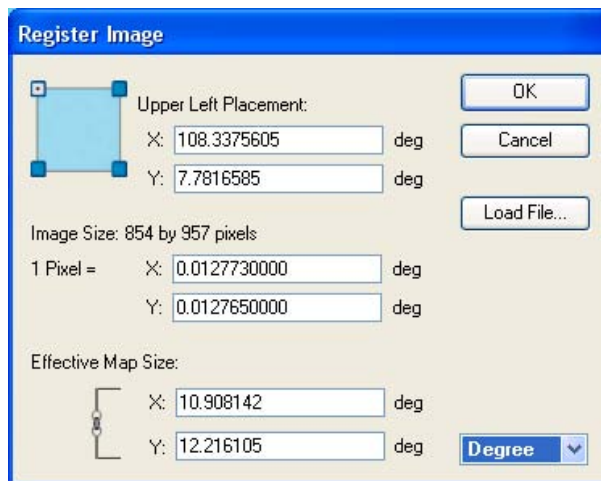 Register Image
OK
Upper Left Placement:
X: 108.3375605 deg
Cancel
Y: 7.7816585 deg
Load File...
Image Size: 854 by 957 pixels
1 Pixel = X: 0.0127730000 deg
Y: 0.0127650000 deg
Effective Map Size:
X: 10.908142 deg
Y: 12.216105 deg
Degree